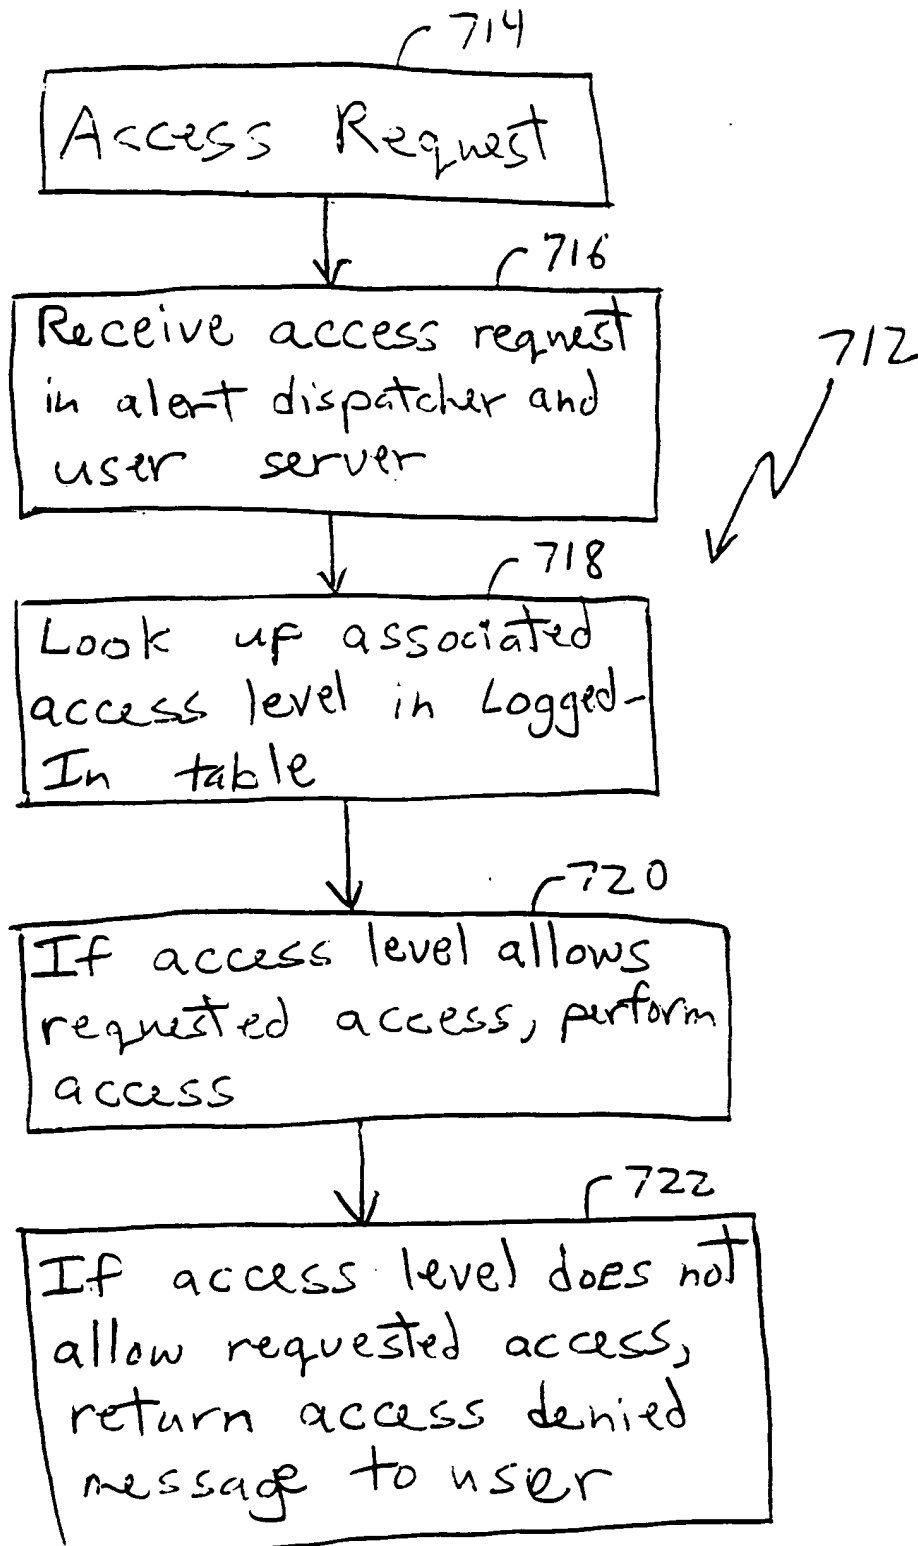 714
Access Request
716
Receive access request
in alert dispatcher and
user server
712
718
Look up associated
access level in Logged-
In table
720
If access level allows
requested access, perform
access
722
If access level does not
allow requested access,
return access denied
message to user